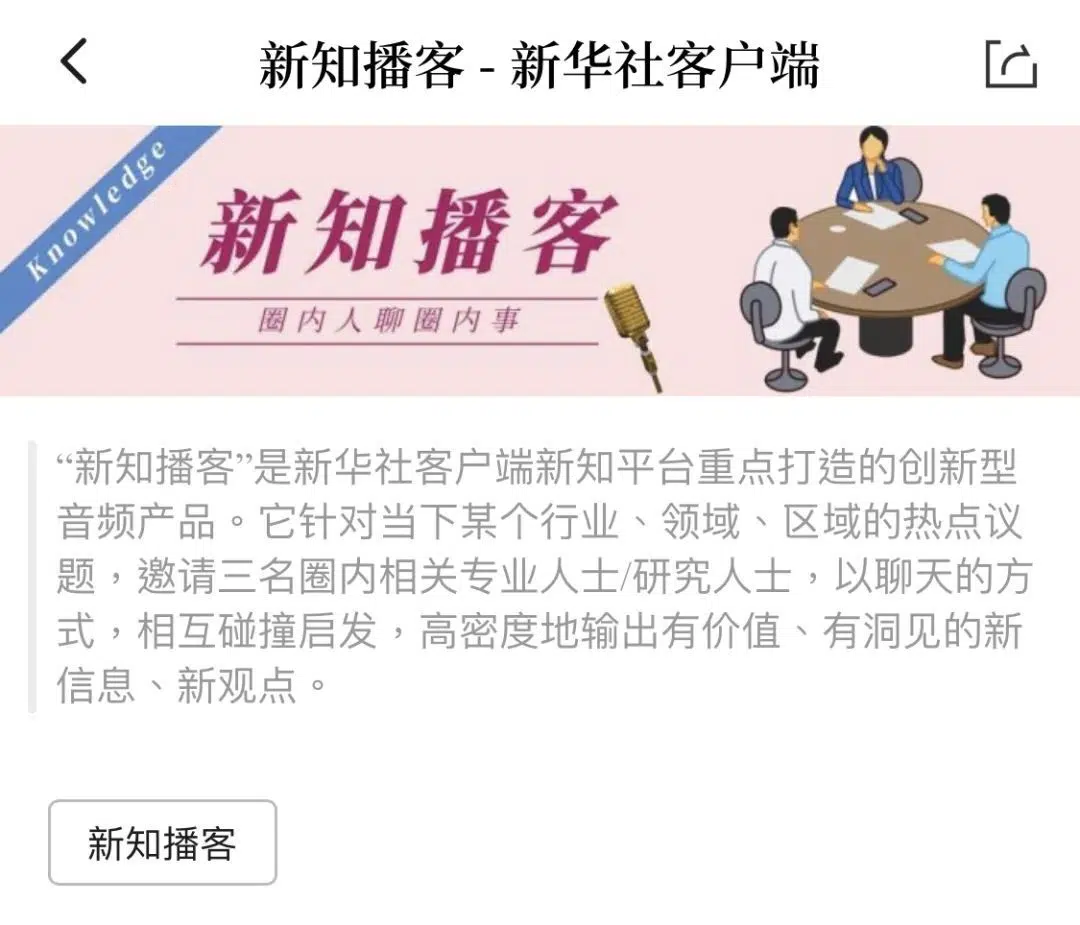 新知播客 - 新华社客户端
Knowledge
新知播客
圈内人聊圈内事
“新知播客”是新华社客户端新知平台重点打造的创新型
音频产品。它针对当下某个行业、领域、区域的热点议
题，邀请三名圈内相关专业人士/研究人士，以聊天的方
式，相互碰撞启发，高密度地输出有价值、有洞见的新
信息、新观点。
新知播客